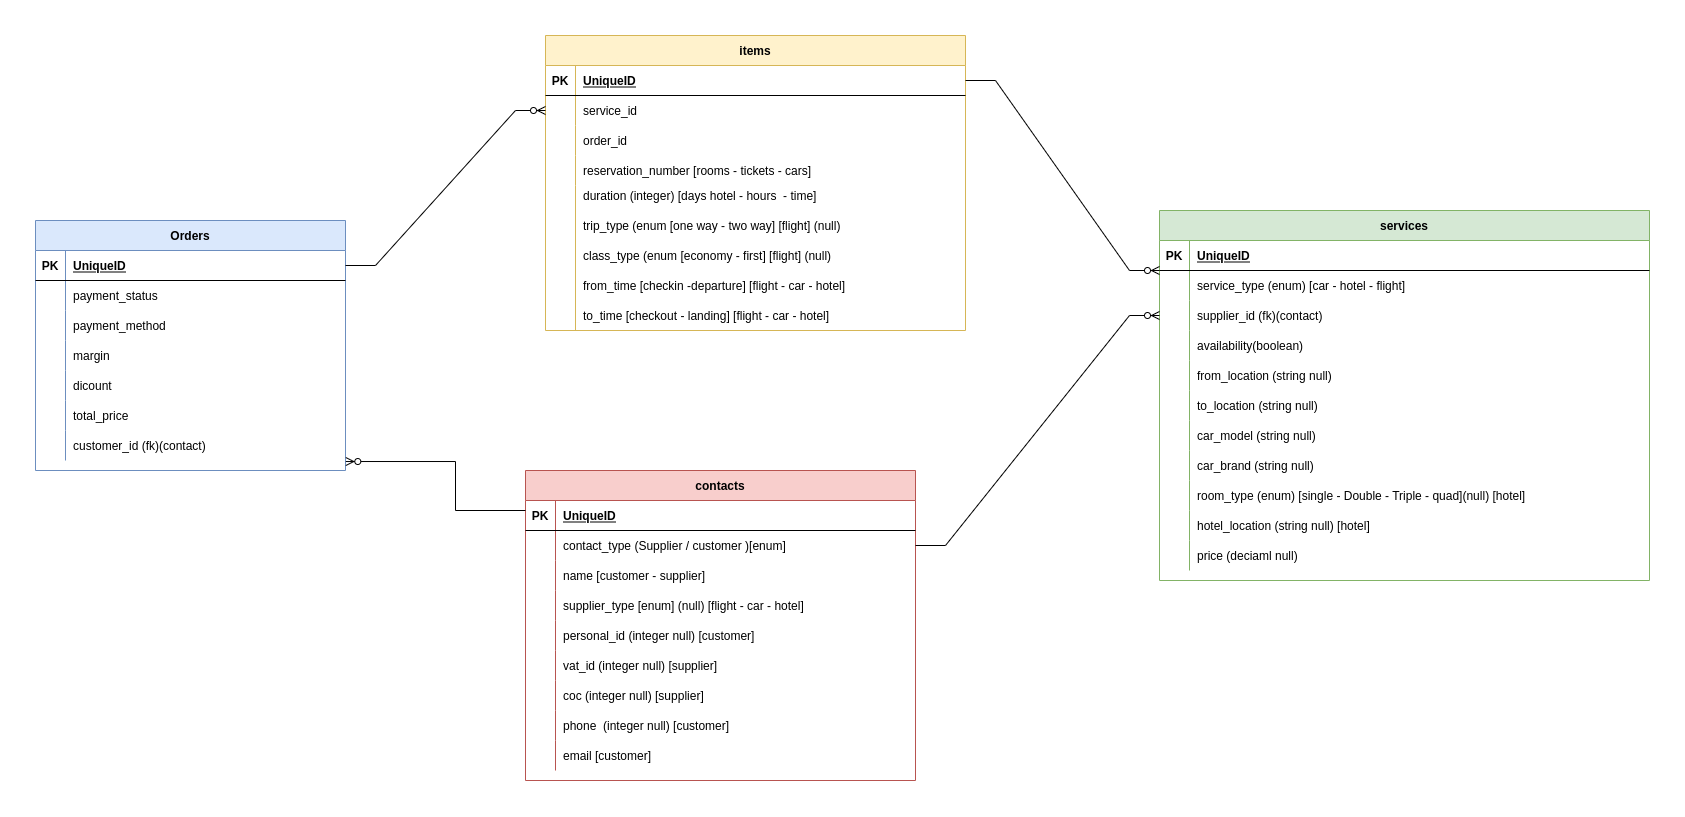 items
PK UniqueID
service_id
order_id
reservation_number [rooms - tickets - cars]
duration (integer) [days hotel - hours  - time]
trip_type (enum [one way - two way] [flight] (null)
class_type (enum [economy - first] [flight] (null)
from_time [checkin -departure] [flight - car - hotel]
to_time [checkout - landing] [flight - car - hotel]
Orders
PK UniqueID
payment_status
payment_method
margin
dicount
total_price
customer_id (fk)(contact)
services
PK UniqueID
service_type (enum) [car - hotel - flight]
supplier_id (fk)(contact)
availability(boolean)
from_location (string null)
to_location (string null)
car_model (string null)
car_brand (string null)
room_type (enum) [single - Double - Triple - quad](null) [hotel]
hotel_location (string null) [hotel]
price (deciaml null)
contacts
PK UniqueID
contact_type (Supplier / customer )[enum]
name [customer - supplier]
supplier_type [enum] (null) [flight - car - hotel]
personal_id (integer null) [customer]
vat_id (integer null) [supplier]
coc (integer null) [supplier]
phone  (integer null) [customer]
email [customer]